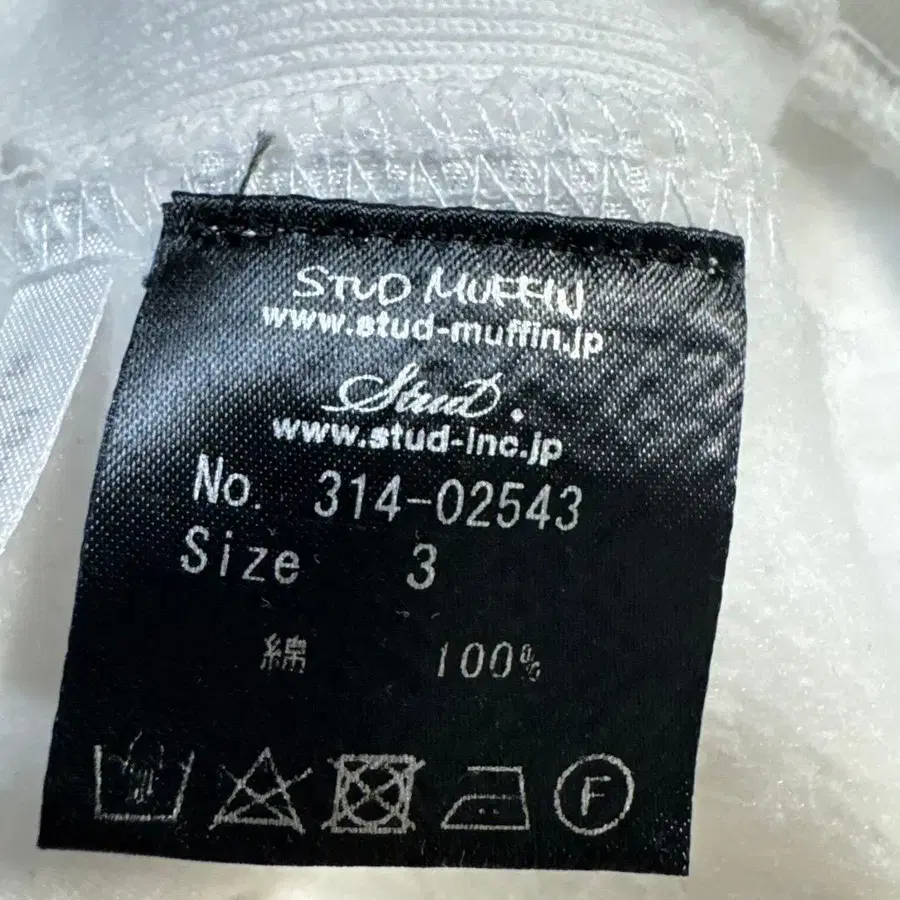 STUD MUFFIN
www.stud-muffin.jp
Stud.
www.stud-inc.jp
No. 314-02543
Size 3
綿 100%
F